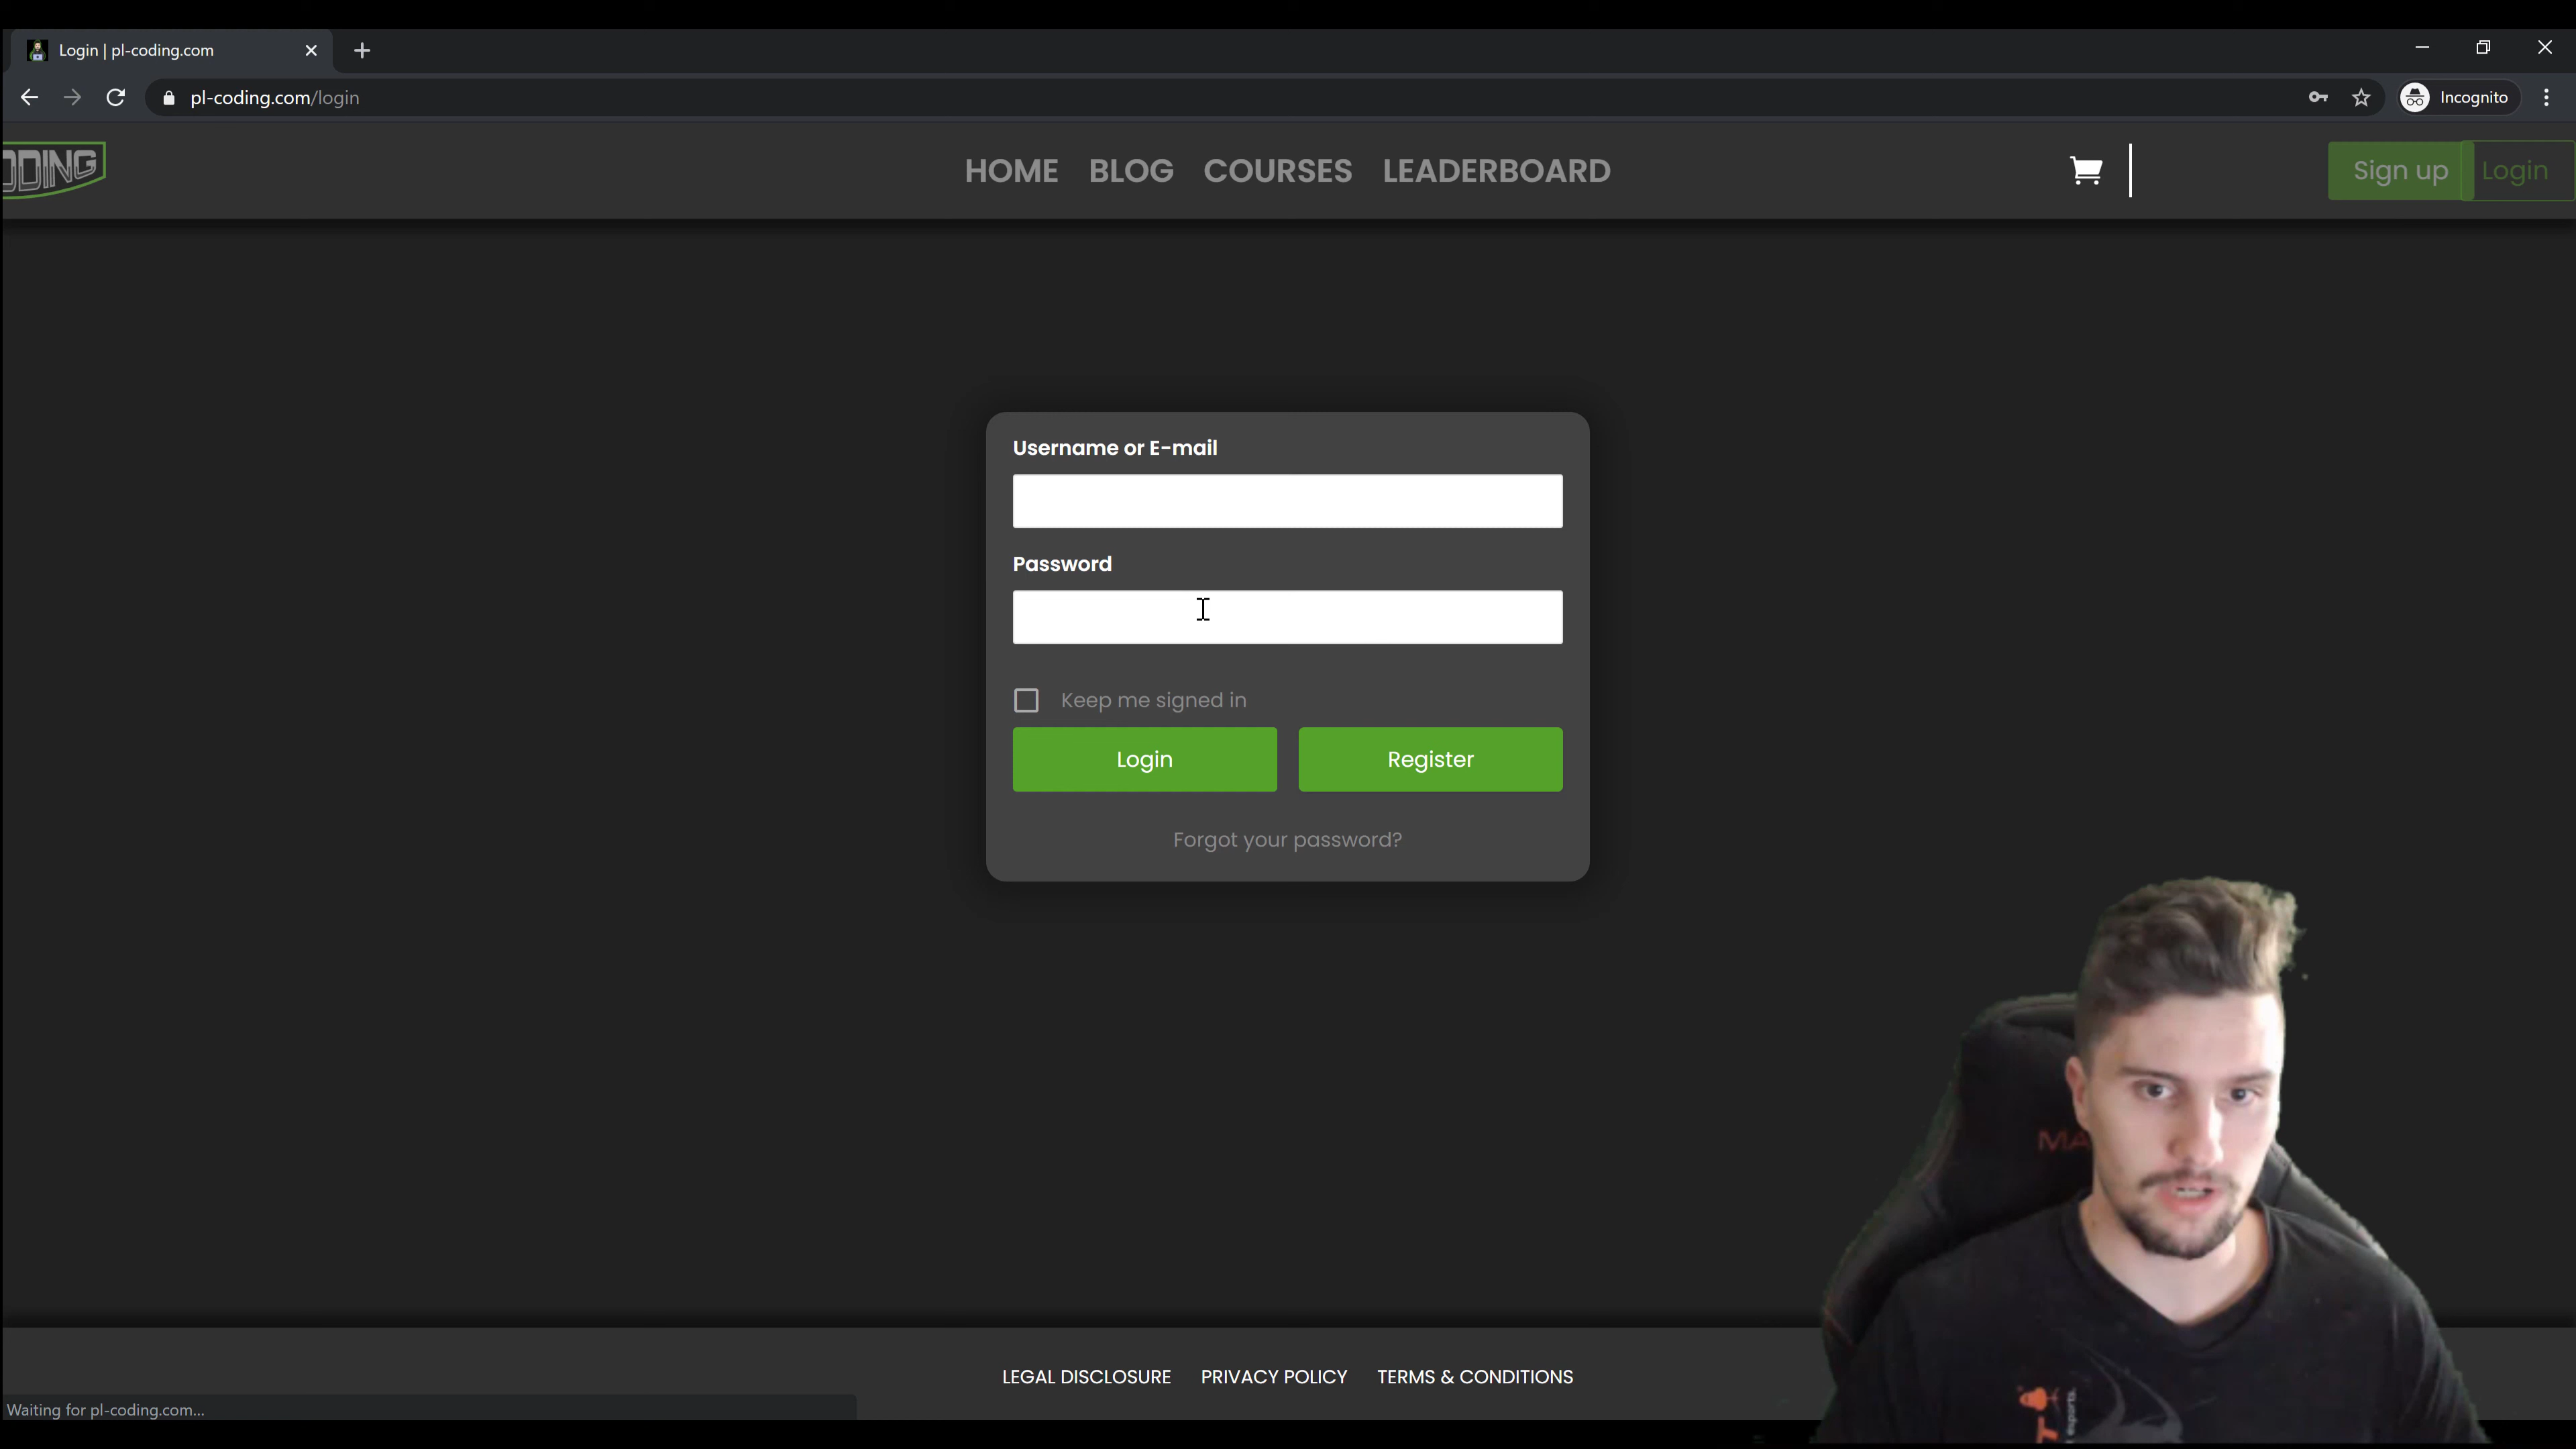 Login | pl-coding.com
pl-coding.com/login
Incognito
ODING
HOME BLOG COURSES LEADERBOARD
Sign up Login
Username or E-mail
Password
Keep me signed in
Login Register
Forgot your password?
MA
LEGAL DISCLOSURE PRIVACY POLICY TERMS & CONDITIONS
Waiting for pl-coding.com...